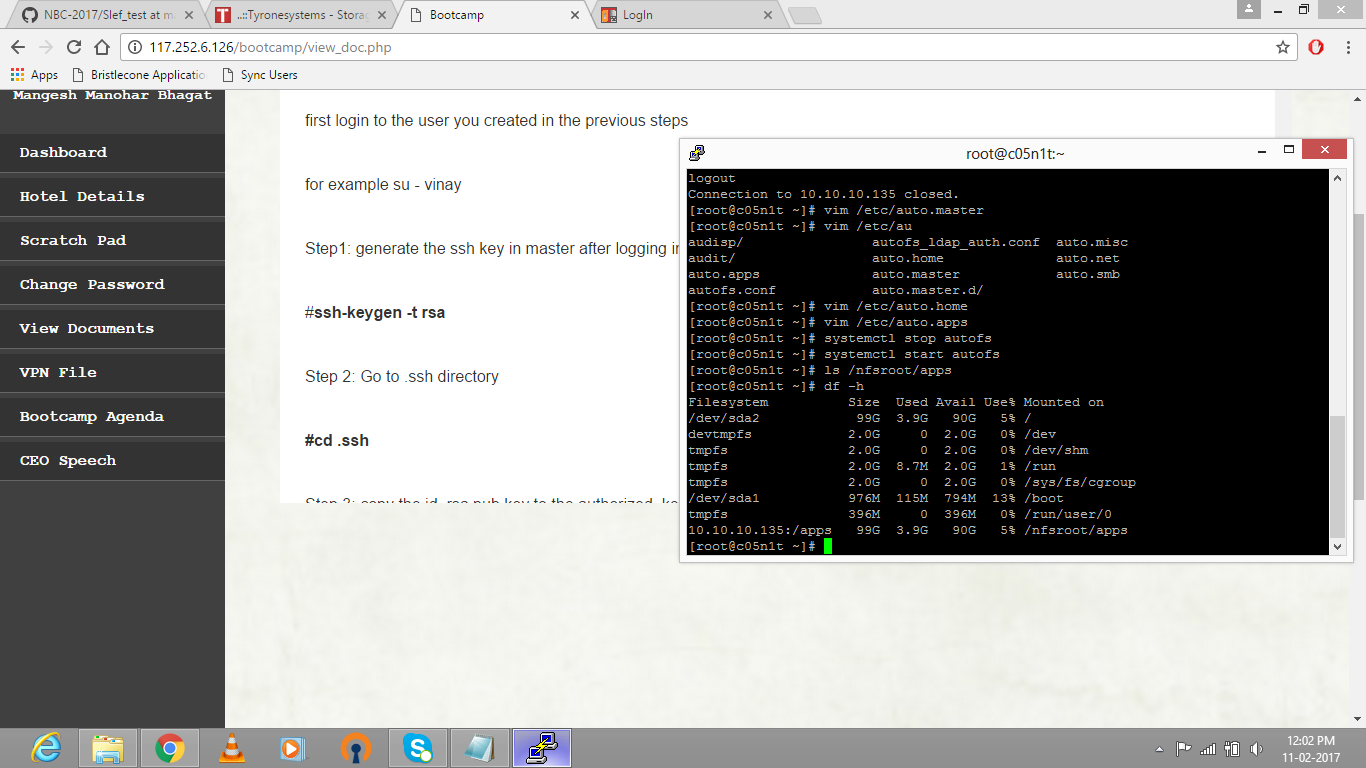 NBC-2017/Slef_test at m
..::Tyronesystems - Stora
Bootcamp
LogIn
117.252.6.126/bootcamp/view_doc.php
Apps
Bristlecone Applicatio
Sync Users
Mangesh Manohar Bhagat
Dashboard
Hotel Details
Scratch Pad
Change Password
View Documents
VPN File
Bootcamp Agenda
CEO Speech
first login to the user you created in the previous steps
for example su - vinay
Step1: generate the ssh key in master after logging in
#ssh-keygen -t rsa
Step 2: Go to .ssh directory
#cd .ssh
Step 3: copy the id_rsa.pub key to the authorized_ke
root@c05n1t:~
logout
Connection to 10.10.10.135 closed.
[root@c05n1t ~]# vim /etc/auto.master
[root@c05n1t ~]# vim /etc/au
audisp/ autofs_ldap_auth.conf auto.misc
audit/ auto.home auto.net
auto.apps auto.master auto.smb
autofs.conf auto.master.d/
[root@c05n1t ~]# vim /etc/auto.home
[root@c05n1t ~]# vim /etc/auto.apps
[root@c05n1t ~]# systemctl stop autofs
[root@c05n1t ~]# systemctl start autofs
[root@c05n1t ~]# ls /nfsroot/apps
[root@c05n1t ~]# df -h
Filesystem Size Used Avail Use% Mounted on
/dev/sda2 99G 3.9G 90G 5% /
devtmpfs 2.0G 0 2.0G 0% /dev
tmpfs 2.0G 0 2.0G 0% /dev/shm
tmpfs 2.0G 8.7M 2.0G 1% /run
tmpfs 2.0G 0 2.0G 0% /sys/fs/cgroup
/dev/sda1 976M 115M 794M 13% /boot
tmpfs 396M 0 396M 0% /run/user/0
10.10.10.135:/apps 99G 3.9G 90G 5% /nfsroot/apps
[root@c05n1t ~]#
12:02 PM
11-02-2017